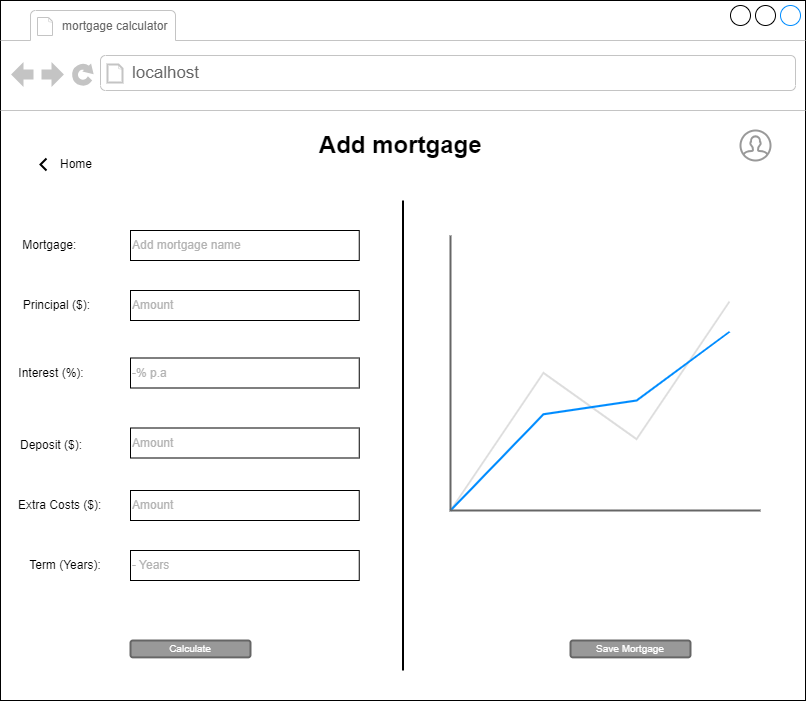 mortgage calculator
localhost
Add mortgage
Home
Mortgage:
Add mortgage name
Principal ($):
Amount
Interest (%):
-% p.a
Deposit ($):
Amount
Extra Costs ($):
Amount
Term (Years):
- Years
Calculate
Save Mortgage